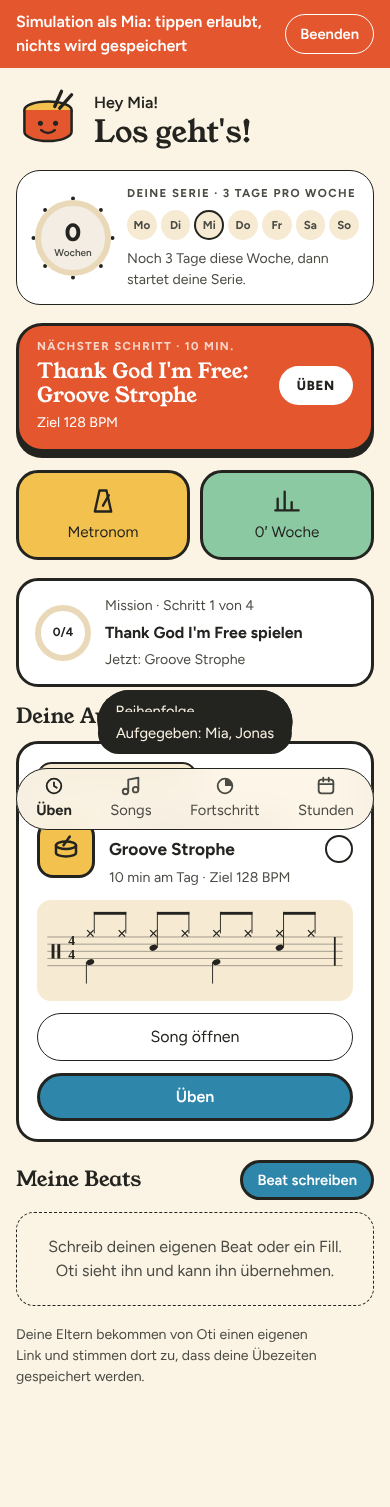 Simulation als Mia: tippen erlaubt,
nichts wird gespeichert
Beenden
Hey Mia!
Los geht's!
0
Wochen
DEINE SERIE · 3 TAGE PRO WOCHE
Mo Di Mi Do Fr Sa So
Noch 3 Tage diese Woche, dann
startet deine Serie.
NÄCHSTER SCHRITT · 10 MIN.
Thank God I'm Free:
Groove Strophe
Ziel 128 BPM
ÜBEN
Metronom
0′ Woche
0/4
Mission · Schritt 1 von 4
Thank God I'm Free spielen
Jetzt: Groove Strophe
Deine
Reihenfolge
Aufgegeben: Mia, Jonas
Üben
Songs
Fortschritt
Stunden
Groove Strophe
10 min am Tag · Ziel 128 BPM
4
4
Song öffnen
Üben
Meine Beats
Beat schreiben
Schreib deinen eigenen Beat oder ein Fill.
Oti sieht ihn und kann ihn übernehmen.
Deine Eltern bekommen von Oti einen eigenen
Link und stimmen dort zu, dass deine Übezeiten
gespeichert werden.